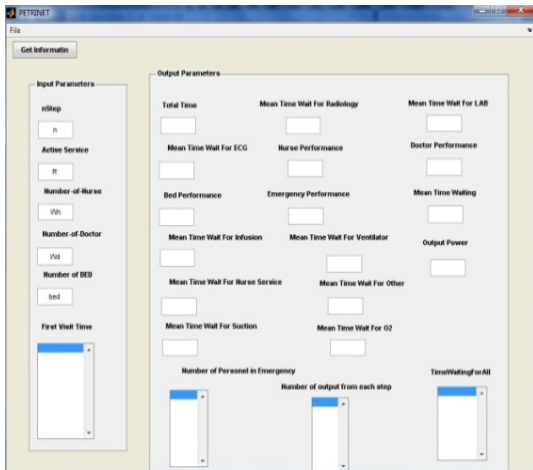 PETRINET
File
Get Informatin
Input Parameters
nStep
n
Active Service
R
Number-of-Nurse
Wn
Number-of-Doctor
Wd
Number of BED
bed
First Visit Time
Output Parameters
Total Time
Mean Time Wait For Radiology
Mean Time Wait For LAB
Mean Time Wait For ECG
Nurse Performance
Doctor Performance
Bed Performance
Emergency Performance
Mean Time Waiting
Mean Time Wait For Infusion
Mean Time Wait For Ventilator
Output Power
Mean Time Wait For Nurse Service
Mean Time Wait For Other
Mean Time Wait For Suction
Mean Time Wait For O2
Number of Personel in Emergency
Number of output from each step
TimeWaitingForAll